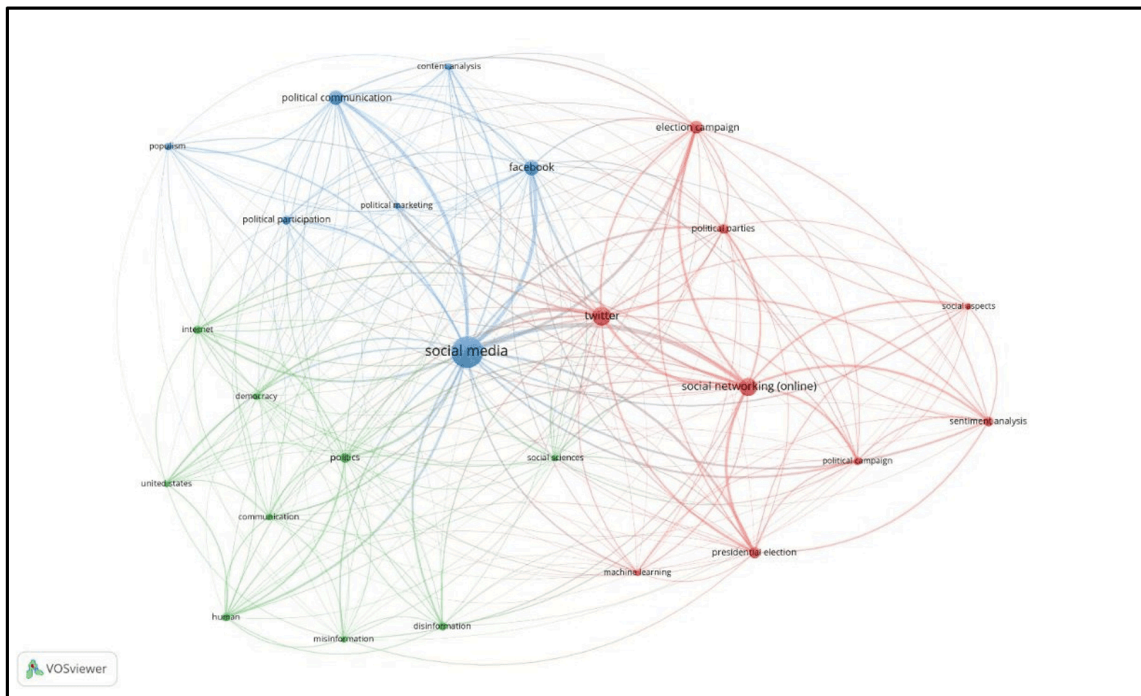 content analysis
political communication
election campaign
populism
facebook
political marketing
political participation
political parties
social aspects
twitter
internet
social media
social networking (online)
democracy
sentiment analysis
politics
social sciences
political campaign
united states
communication
presidential election
machine learning
human
disinformation
misinformation
VOSviewer